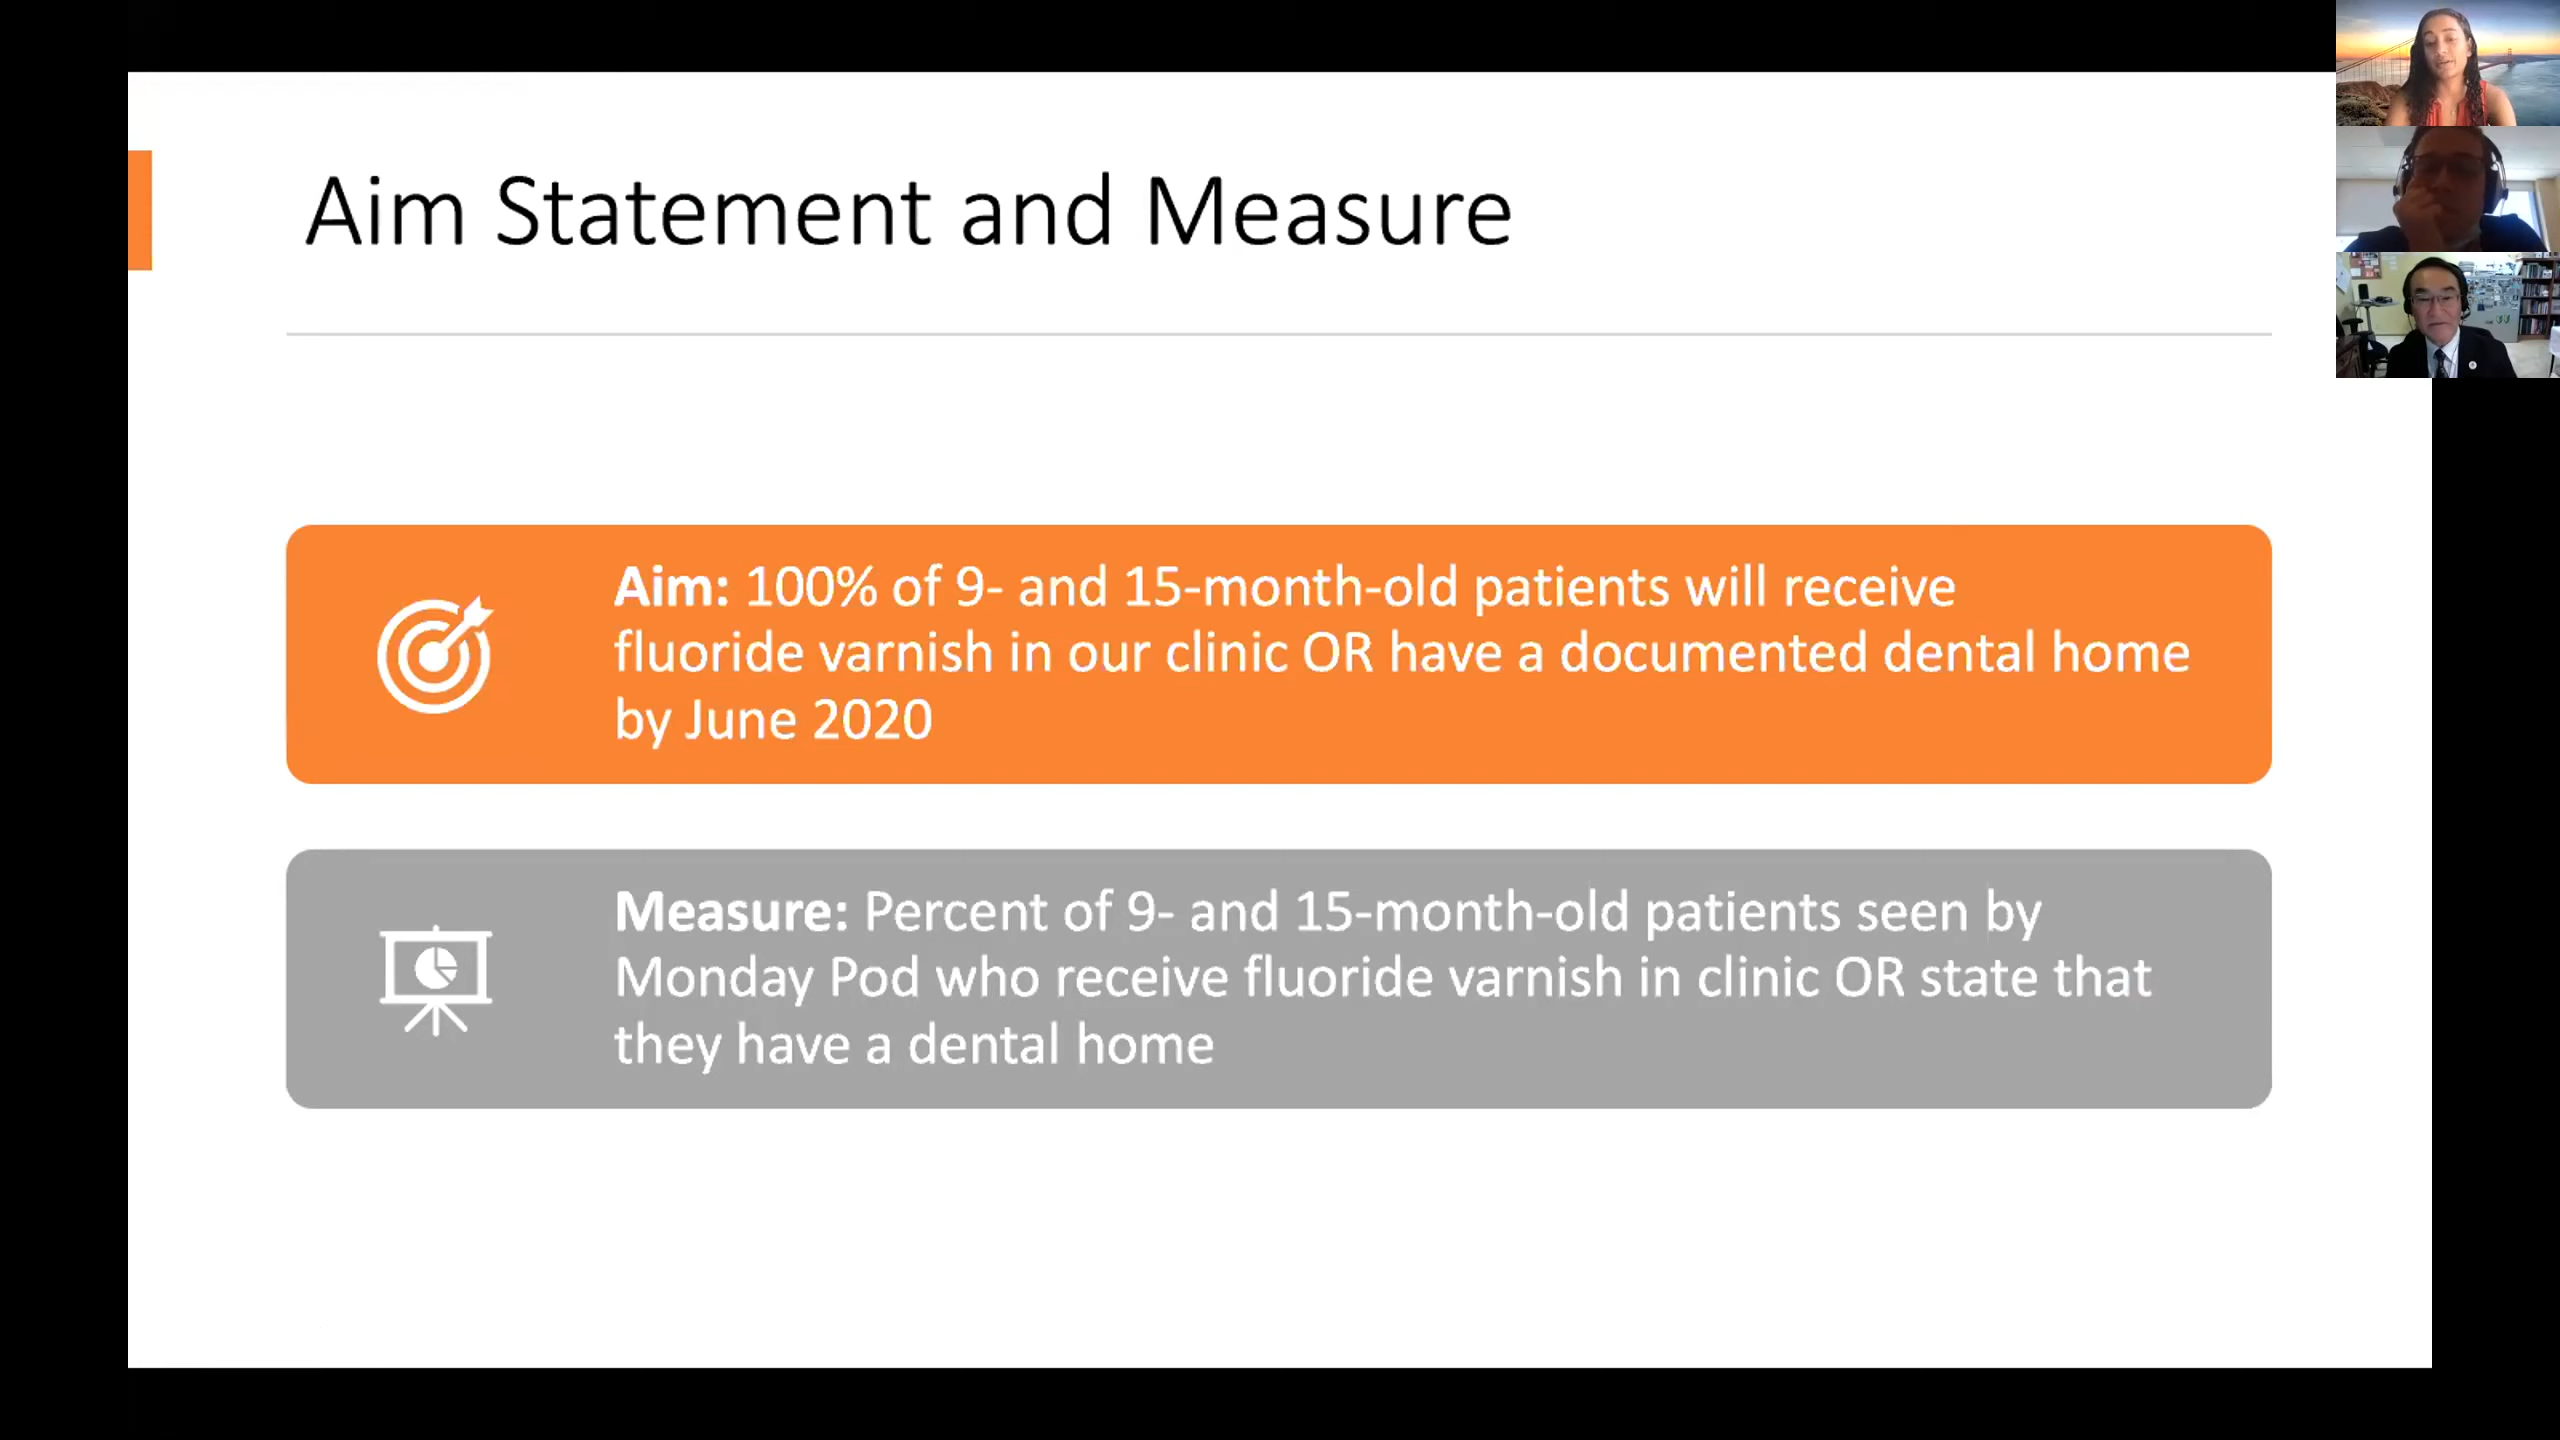 Aim Statement and Measure
Aim: 100% of 9- and 15-month-old patients will receive
fluoride varnish in our clinic OR have a documented dental home
by June 2020
Measure: Percent of 9- and 15-month-old patients seen by
Monday Pod who receive fluoride varnish in clinic OR state that
they have a dental home